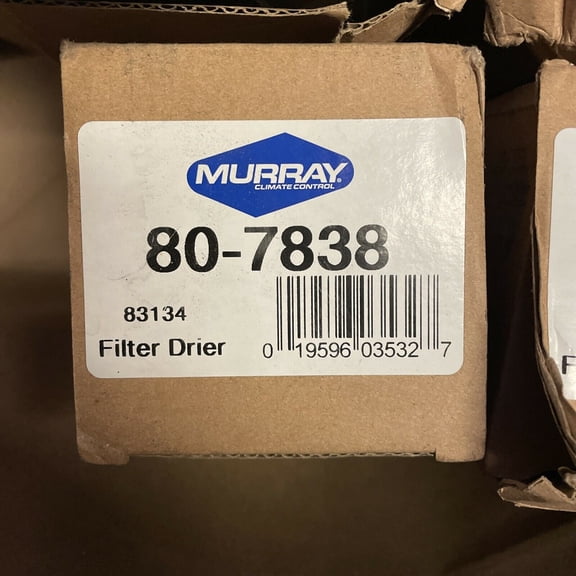 MURRAY®
CLIMATE CONTROL
80-7838
83134
Filter Drier
0 19596 03532 7
F